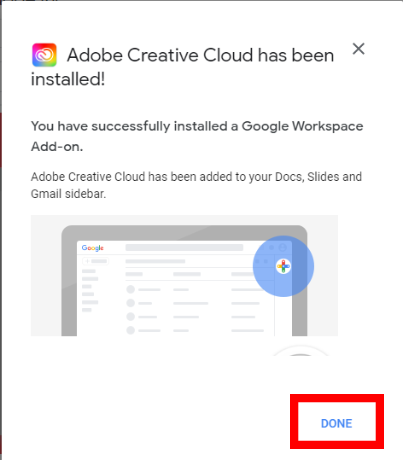 Adobe Creative Cloud has been
installed!
You have successfully installed a Google Workspace
Add-on.
Adobe Creative Cloud has been added to your Docs, Slides and
Gmail sidebar.
Google
DONE